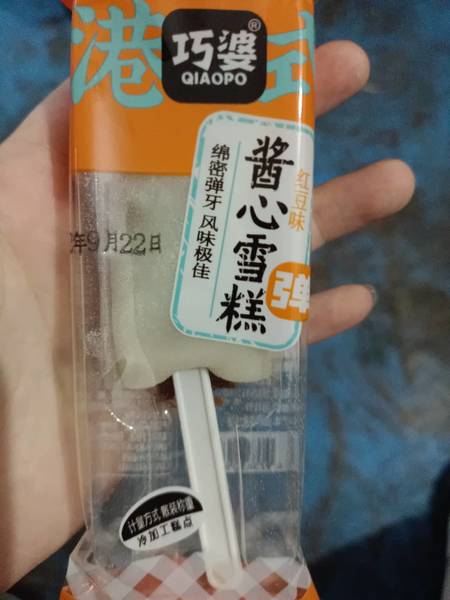 港式
巧婆®
QIAOPO
红豆味
酱心雪糕
绵密弹牙 风味极佳
弹
年9月22日
计量方式:散装称重
冷加工糕点